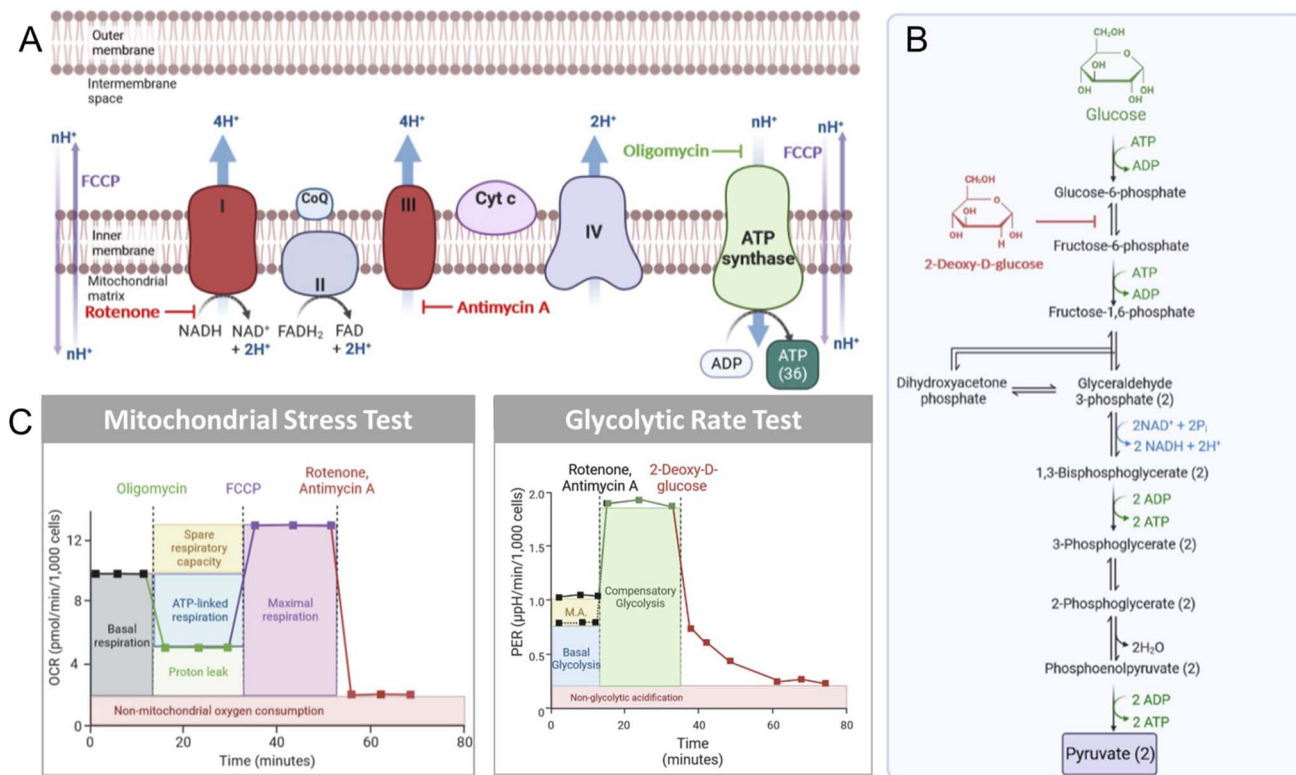 A
Outer
membrane
Intermembrane
space
nH⁺
FCCP
nH⁺
4H⁺
I
CoQ
II
4H⁺
III
Cyt c
2H⁺
IV
Oligomycin
nH⁺
FCCP
nH⁺
nH⁺
ATP
synthase
Inner
membrane
Mitochondrial
matrix
Rotenone
NADH
NAD⁺
+ 2H⁺
FADH₂
FAD
+ 2H⁺
Antimycin A
ADP
ATP
(36)
B
CH₂OH
O
OH
OH
OH
OH
Glucose
ATP
ADP
Glucose-6-phosphate
CH₂OH
O
OH
OH
OH
H
2-Deoxy-D-glucose
Fructose-6-phosphate
ATP
ADP
Fructose-1,6-phosphate
Dihydroxyacetone
phosphate
Glyceraldehyde
3-phosphate (2)
2NAD⁺ + 2Pᵢ
2 NADH + 2H⁺
1,3-Bisphosphoglycerate (2)
2 ADP
2 ATP
3-Phosphoglycerate (2)
2-Phosphoglycerate (2)
2H₂O
Phosphoenolpyruvate (2)
2 ADP
2 ATP
Pyruvate (2)
C
Mitochondrial Stress Test
Oligomycin
FCCP
Rotenone,
Antimycin A
OCR (pmol/min/1,000 cells)
12
8
4
0
Basal
respiration
Spare
respiratory
capacity
ATP-linked
respiration
Proton leak
Maximal
respiration
Non-mitochondrial oxygen consumption
0
20
40
60
80
Time (minutes)
Glycolytic Rate Test
Rotenone,
Antimycin A
2-Deoxy-D-
glucose
PER (µpH/min/1,000 cells)
2.0
1.5
1.0
0.5
0
M.A.
Basal
Glycolysis
Compensatory
Glycolysis
Non-glycolytic acidification
0
20
40
60
80
Time
(minutes)